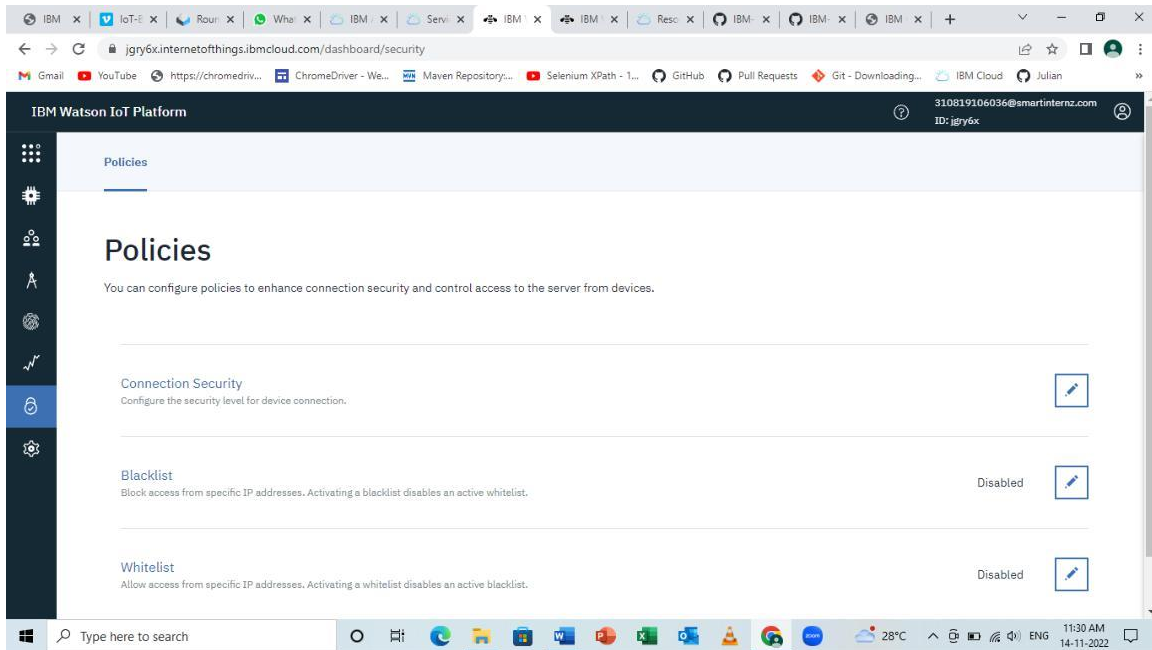 IBM
IoT-E
Roun
What
IBM
Servi
IBM
IBM
Resc
IBM-
IBM-
IBM
jgry6x.internetofthings.ibmcloud.com/dashboard/security
Gmail YouTube https://chromedriv... ChromeDriver - We... Maven Repository:... Selenium XPath - 1... GitHub Pull Requests Git - Downloading... IBM Cloud Julian »
IBM Watson IoT Platform
310819106036@smartinternz.com
ID: jgry6x
Policies
Policies
You can configure policies to enhance connection security and control access to the server from devices.
Connection Security
Configure the security level for device connection.
Blacklist
Block access from specific IP addresses. Activating a blacklist disables an active whitelist.
Disabled
Whitelist
Allow access from specific IP addresses. Activating a whitelist disables an active blacklist.
Disabled
Type here to search
28°C
ENG
11:30 AM
14-11-2022